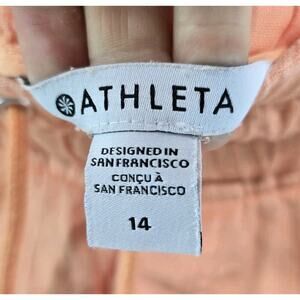 ATHLETA
DESIGNED IN
SAN FRANCISCO
CONÇU À
SAN FRANCISCO
14